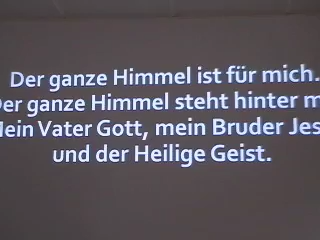 Der ganze Himmel ist für mich.
Der ganze Himmel steht hinter
Mein Vater Gott, mein Bruder
und der Heilige Geist.